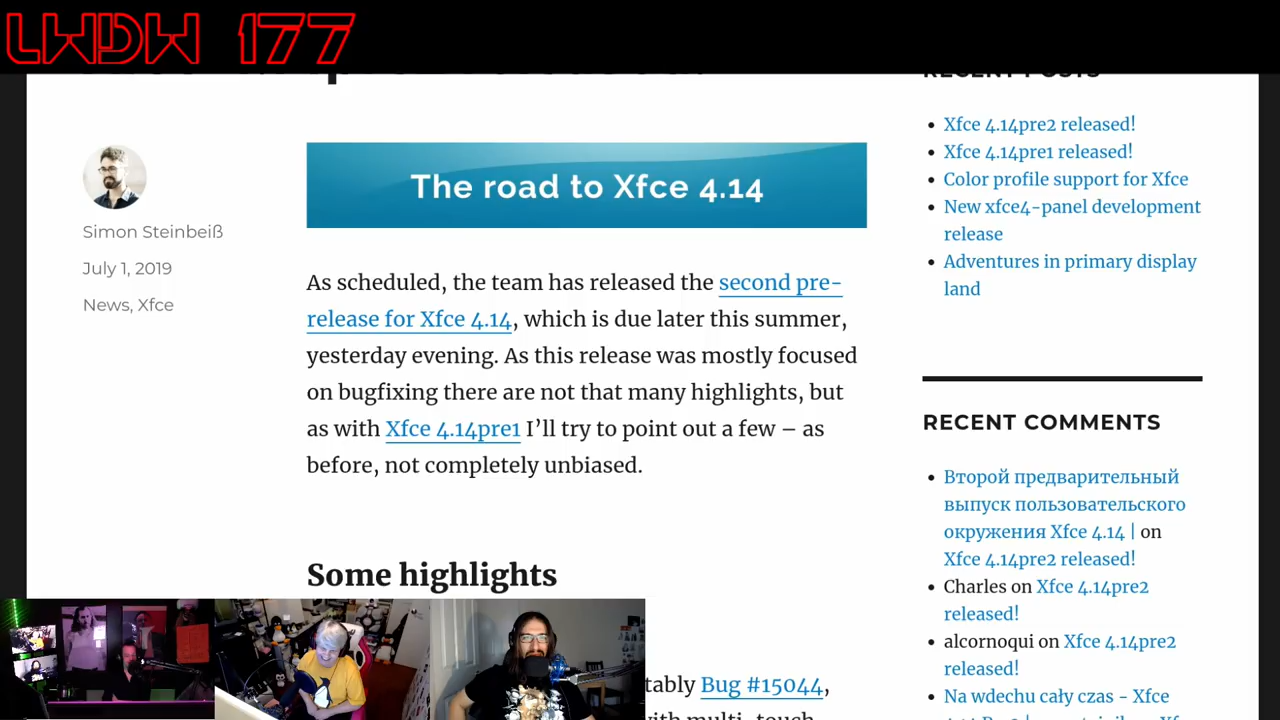 LWDW 177
RECENT POSTS
Simon Steinbeiß
July 1, 2019
News, Xfce
The road to Xfce 4.14
As scheduled, the team has released the second pre-
release for Xfce 4.14, which is due later this summer,
yesterday evening. As this release was mostly focused
on bugfixing there are not that many highlights, but
as with Xfce 4.14pre1 I’ll try to point out a few – as
before, not completely unbiased.
Some highlights
tably Bug #15044,
with multi-touch
Xfce 4.14pre2 released!
Xfce 4.14pre1 released!
Color profile support for Xfce
New xfce4-panel development
release
Adventures in primary display
land
RECENT COMMENTS
Второй предварительный
выпуск пользовательского
окружения Xfce 4.14 | on
Xfce 4.14pre2 released!
Charles on Xfce 4.14pre2
released!
alcornoqui on Xfce 4.14pre2
released!
Na wdechu cały czas - Xfce